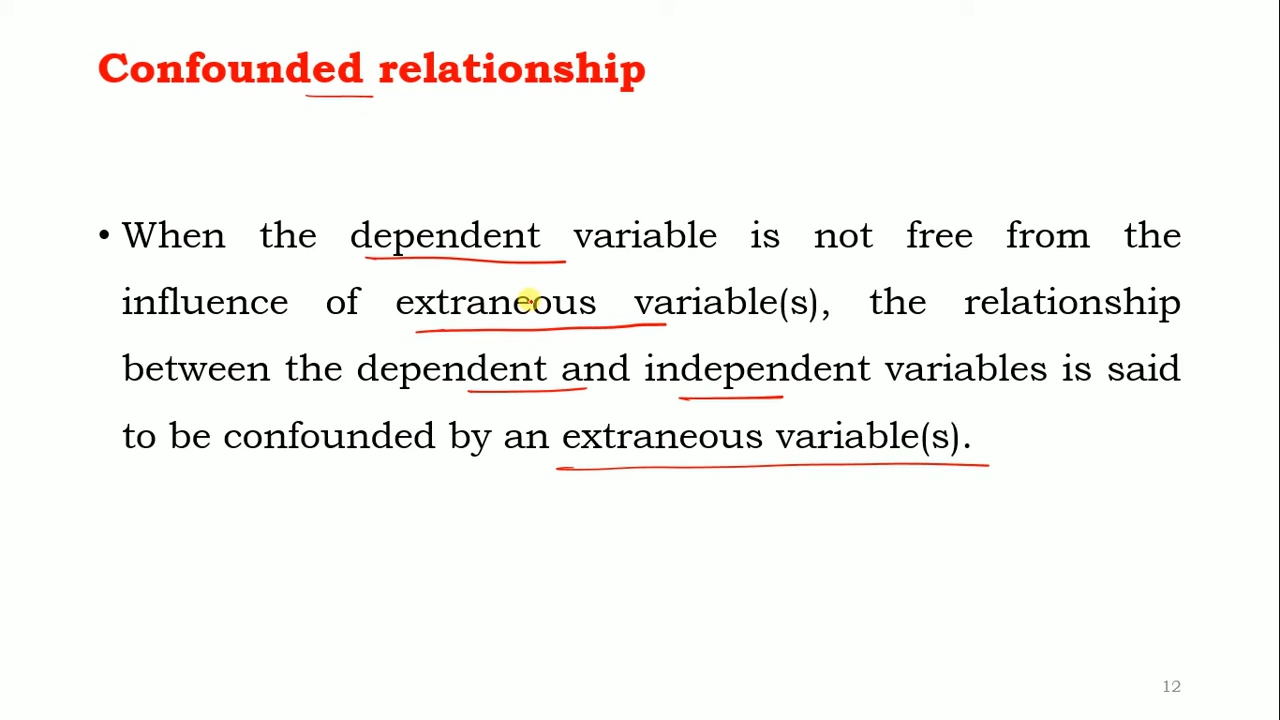 Confounded relationship
• When the dependent variable is not free from the
influence of extraneous variable(s), the relationship
between the dependent and independent variables is said
to be confounded by an extraneous variable(s).
12